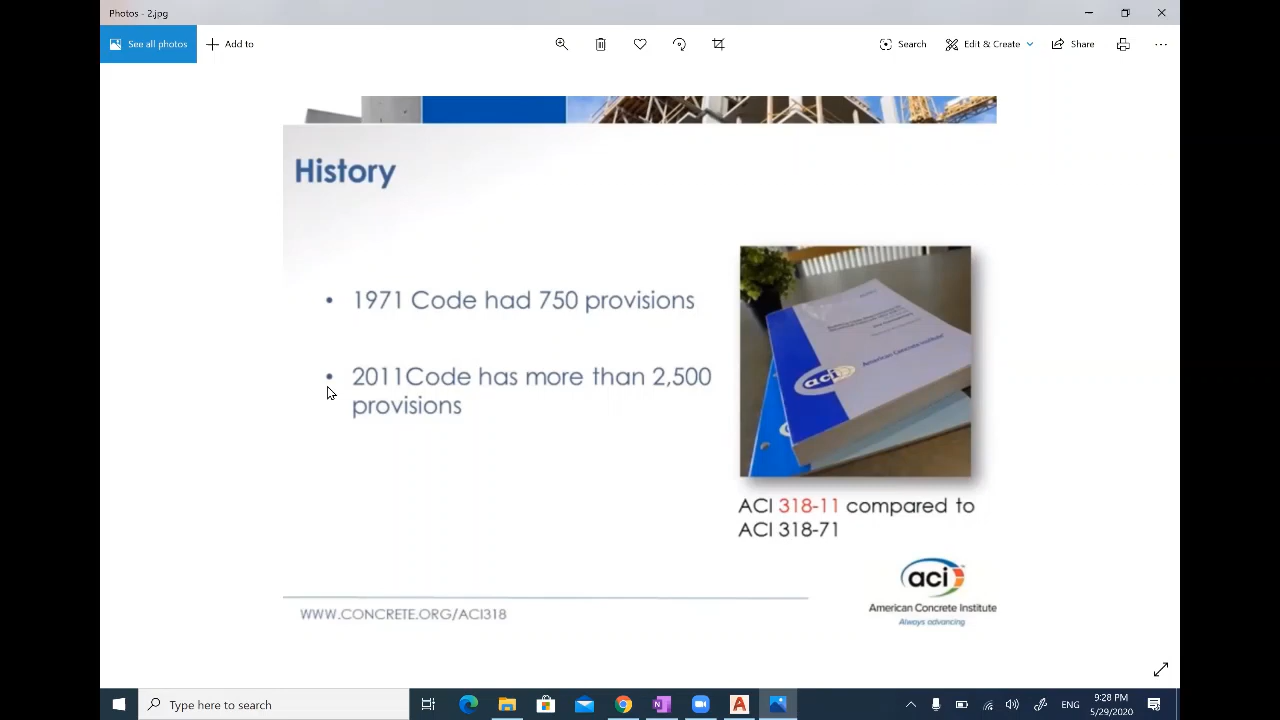 Photos - 2.jpg
See all photos
Add to
Search
Edit & Create
Share
History
• 1971 Code had 750 provisions
• 2011Code has more than 2,500
provisions
American Concrete Institute
aci
ACI 318-11 compared to
ACI 318-71
aci
American Concrete Institute
Always advancing
WWW.CONCRETE.ORG/ACI318
Type here to search
ENG
9:28 PM
5/29/2020